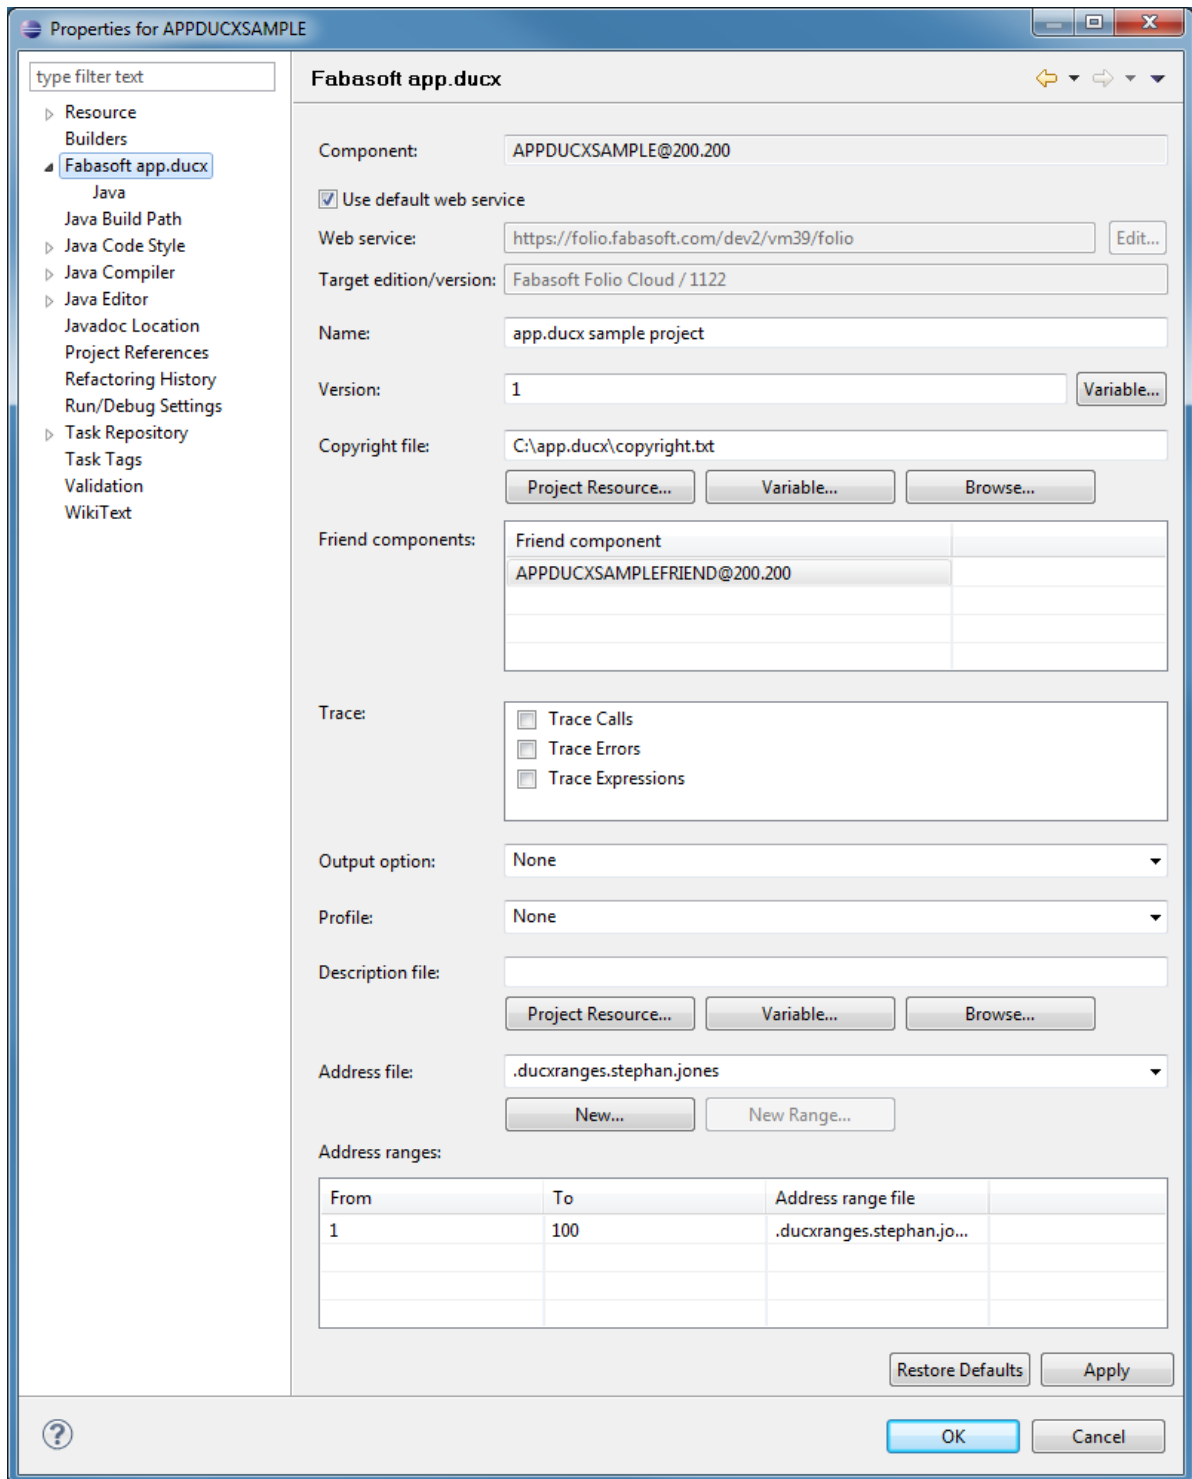 Properties for APPDUCXSAMPLE
type filter text
Resource
Builders
Fabasoft app.ducx
Java
Java Build Path
Java Code Style
Java Compiler
Java Editor
Javadoc Location
Project References
Refactoring History
Run/Debug Settings
Task Repository
Task Tags
Validation
WikiText
Fabasoft app.ducx
Component: APPDUCXSAMPLE@200.200
Use default web service
Web service: https://folio.fabasoft.com/dev2/vm39/folio Edit...
Target edition/version: Fabasoft Folio Cloud / 1122
Name: app.ducx sample project
Version: 1 Variable...
Copyright file: C:\app.ducx\copyright.txt
Project Resource... Variable... Browse...
Friend components: Friend component
APPDUCXSAMPLEFRIEND@200.200
Trace: Trace Calls
Trace Errors
Trace Expressions
Output option: None
Profile: None
Description file:
Project Resource... Variable... Browse...
Address file: .ducxranges.stephan.jones
New... New Range...
Address ranges:
From To Address range file
1 100 .ducxranges.stephan.jo...
Restore Defaults Apply
? OK Cancel